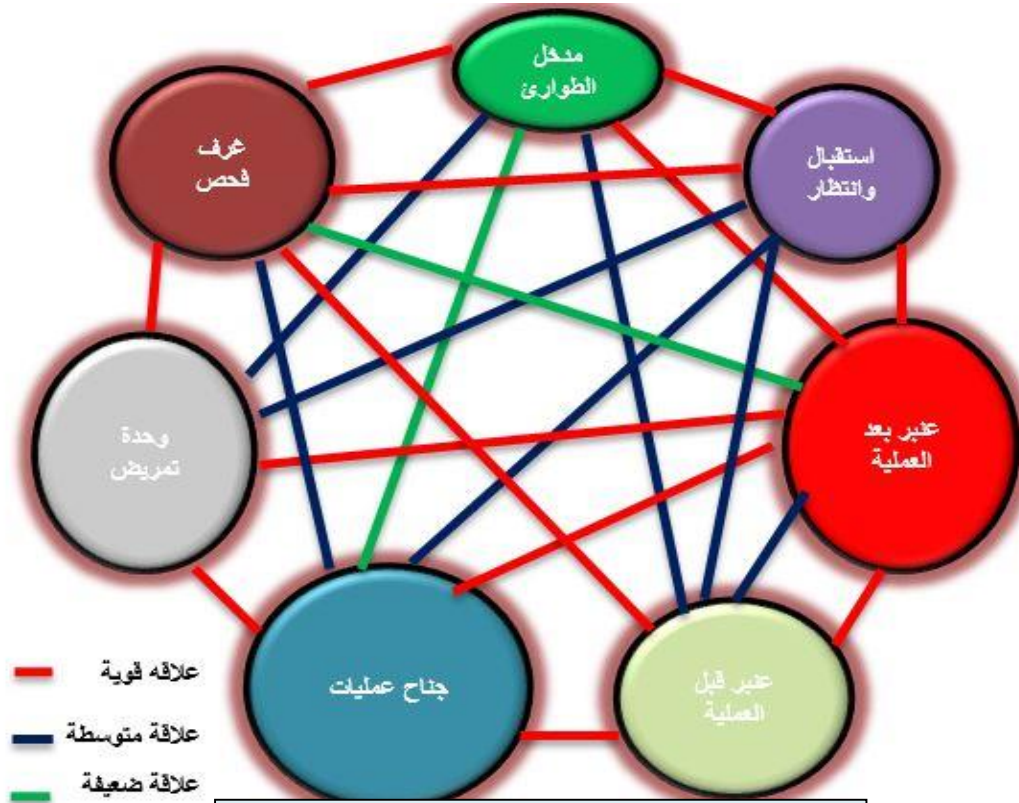 مدخل
الطوارئ
غرف
فحص
استقبال
وانتظار
وحدة
تمريض
عنبر بعد
العملية
جناح عمليات
عنبر قبل
العملية
علاقه قوية
علاقة متوسطة
علاقة ضعيفة